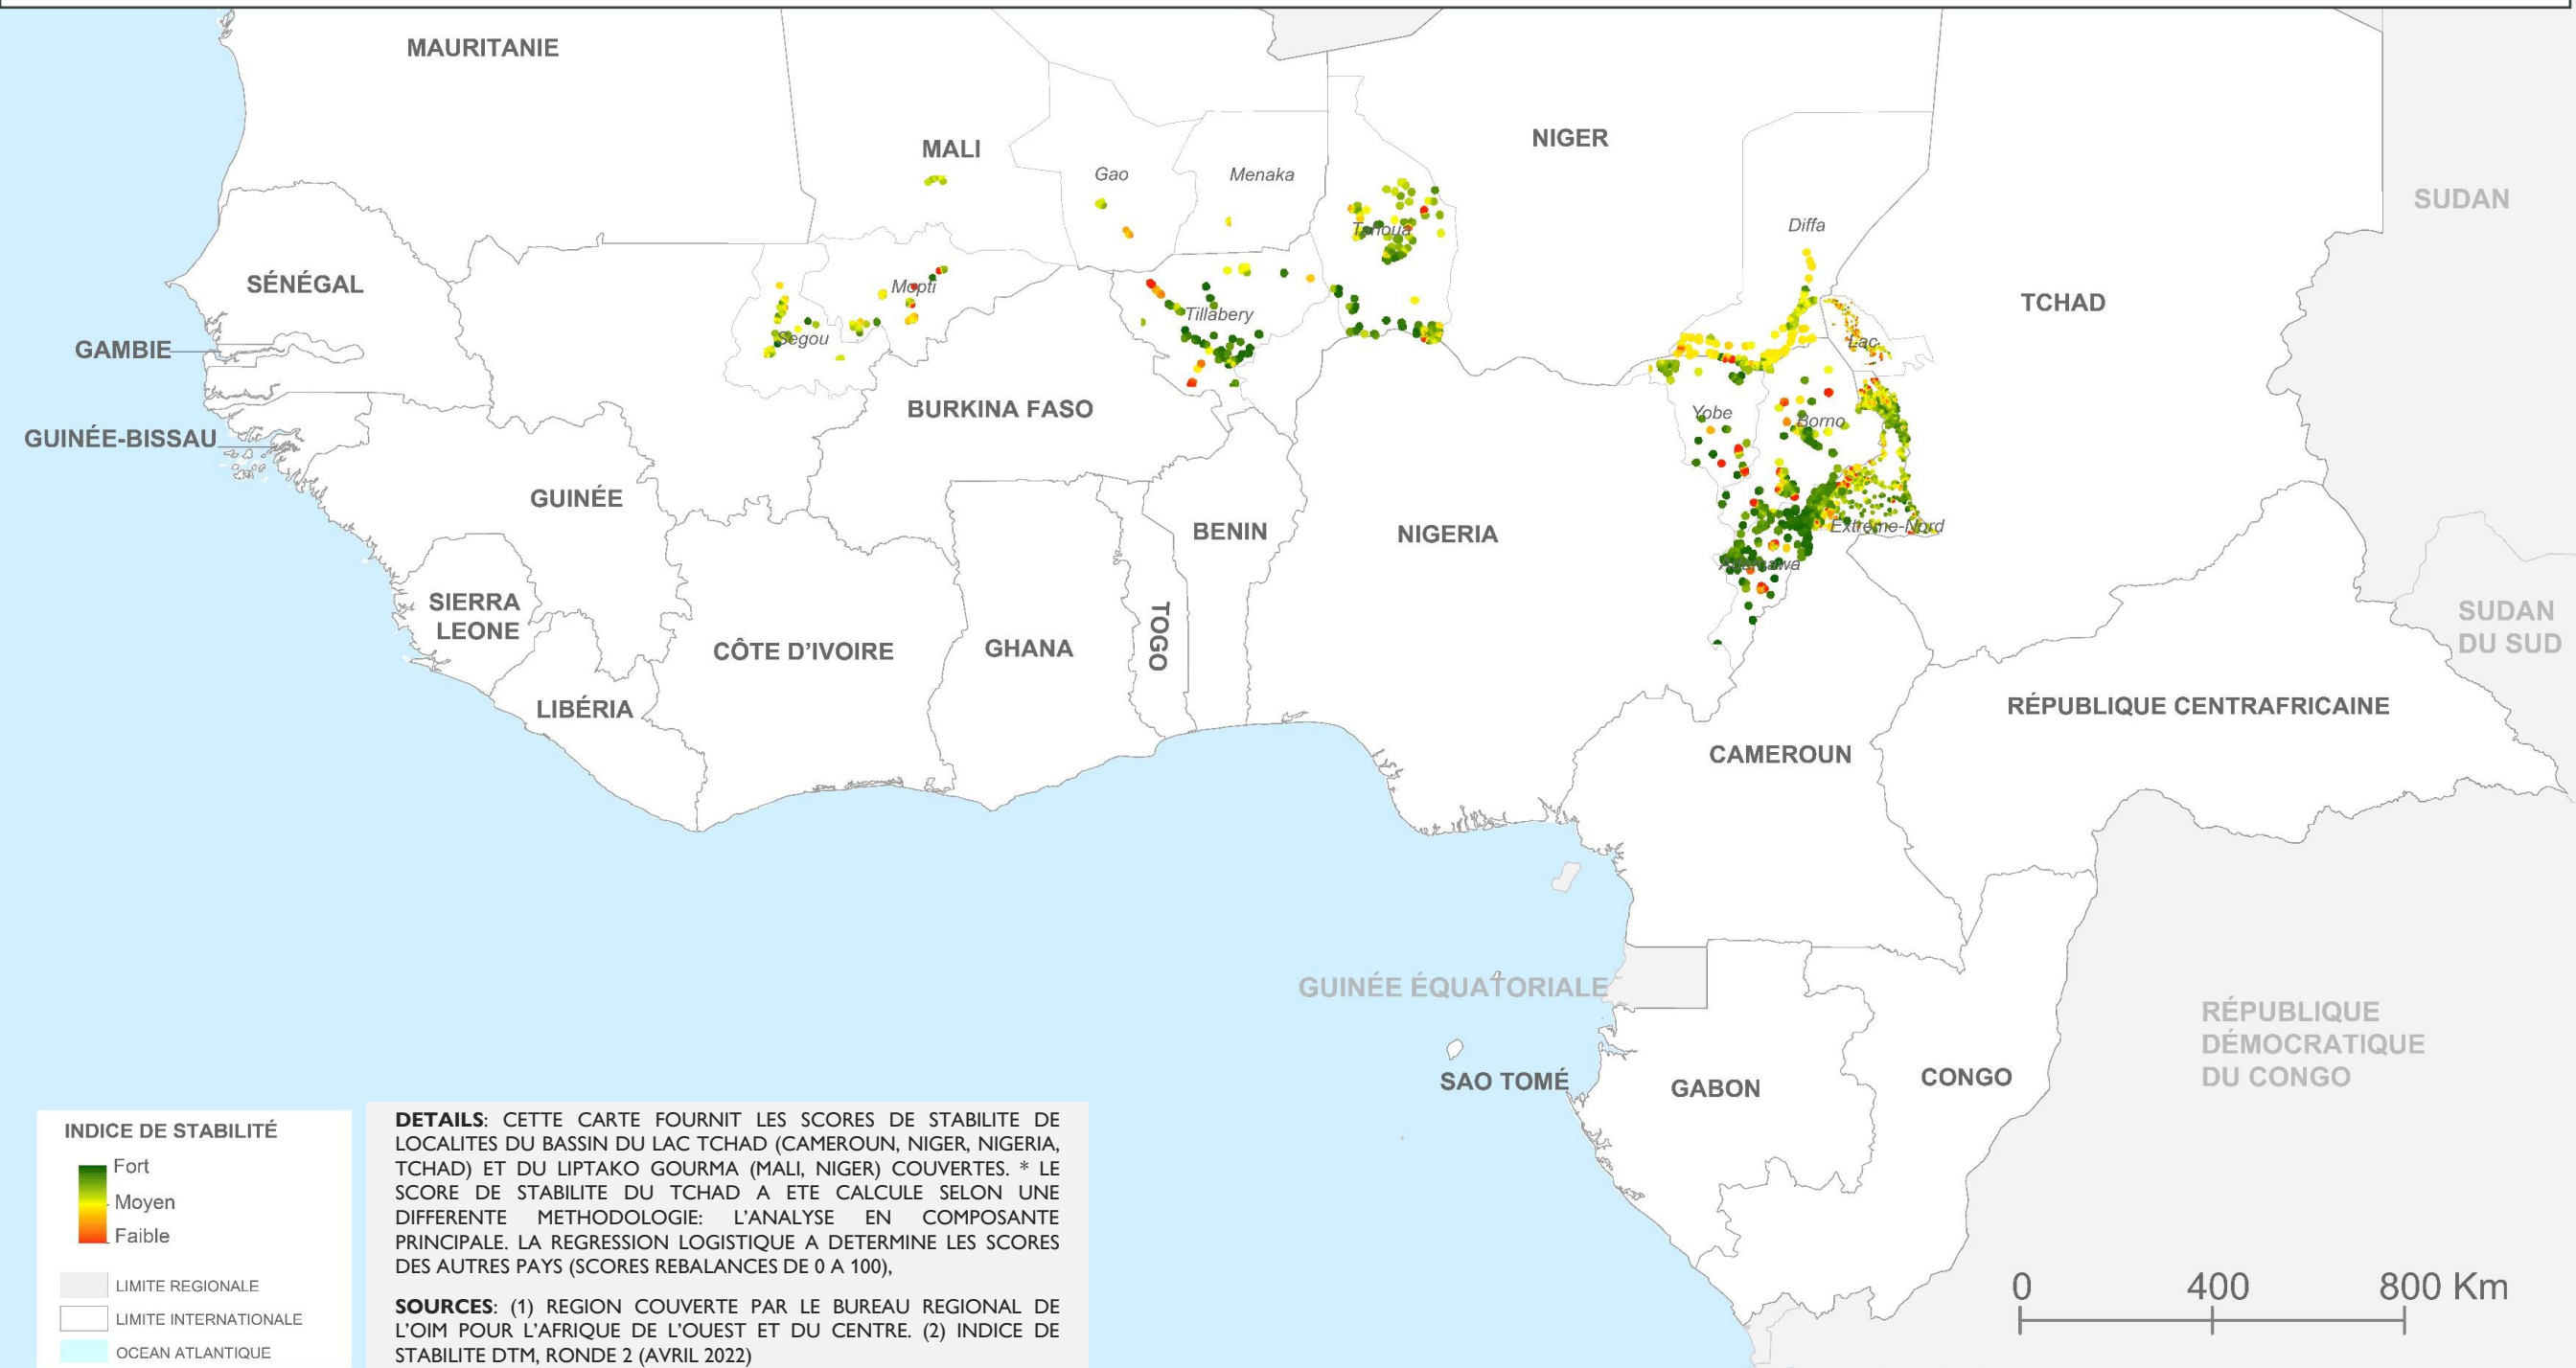 MAURITANIE
MALI
NIGER
Gao
Menaka
SUDAN
Diffa
Tahoua
SÉNÉGAL
Mopti
TCHAD
Tillabery
Segou
Lac
GAMBIE
BURKINA FASO
Yobe
Borno
GUINÉE-BISSAU
GUINÉE
BENIN
NIGERIA
Extreme-Nord
Adamawa
SIERRA
LEONE
TOGO
SUDAN
DU SUD
CÔTE D'IVOIRE
GHANA
LIBÉRIA
RÉPUBLIQUE CENTRAFRICAINE
CAMEROUN
GUINÉE ÉQUATORIALE
RÉPUBLIQUE
DÉMOCRATIQUE
DU CONGO
SAO TOMÉ
GABON
CONGO
INDICE DE STABILITÉ
Fort
Moyen
Faible
LIMITE REGIONALE
LIMITE INTERNATIONALE
OCEAN ATLANTIQUE
DETAILS: CETTE CARTE FOURNIT LES SCORES DE STABILITE DE
LOCALITES DU BASSIN DU LAC TCHAD (CAMEROUN, NIGER, NIGERIA,
TCHAD) ET DU LIPTAKO GOURMA (MALI, NIGER) COUVERTES. * LE
SCORE DE STABILITE DU TCHAD A ETE CALCULE SELON UNE
DIFFERENTE METHODOLOGIE: L'ANALYSE EN COMPOSANTE
PRINCIPALE. LA REGRESSION LOGISTIQUE A DETERMINE LES SCORES
DES AUTRES PAYS (SCORES REBALANCES DE 0 A 100),
SOURCES: (1) REGION COUVERTE PAR LE BUREAU REGIONAL DE
L'OIM POUR L'AFRIQUE DE L'OUEST ET DU CENTRE. (2) INDICE DE
STABILITE DTM, RONDE 2 (AVRIL 2022)
0 400 800 Km